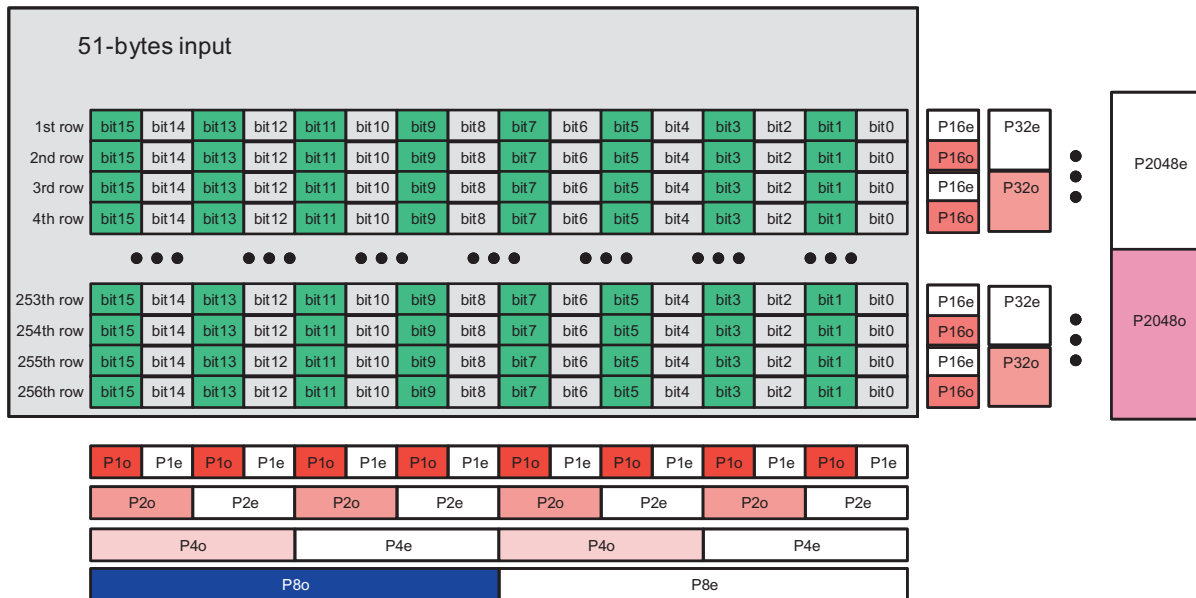 51-bytes input
1st row bit15 bit14 bit13 bit12 bit11 bit10 bit9 bit8 bit7 bit6 bit5 bit4 bit3 bit2 bit1 bit0 P16e P32e
2nd row bit15 bit14 bit13 bit12 bit11 bit10 bit9 bit8 bit7 bit6 bit5 bit4 bit3 bit2 bit1 bit0 P16o
P2048e
3rd row bit15 bit14 bit13 bit12 bit11 bit10 bit9 bit8 bit7 bit6 bit5 bit4 bit3 bit2 bit1 bit0 P16e P32o
4th row bit15 bit14 bit13 bit12 bit11 bit10 bit9 bit8 bit7 bit6 bit5 bit4 bit3 bit2 bit1 bit0 P16o
253th row bit15 bit14 bit13 bit12 bit11 bit10 bit9 bit8 bit7 bit6 bit5 bit4 bit3 bit2 bit1 bit0 P16e P32e
254th row bit15 bit14 bit13 bit12 bit11 bit10 bit9 bit8 bit7 bit6 bit5 bit4 bit3 bit2 bit1 bit0 P16o
P2048o
255th row bit15 bit14 bit13 bit12 bit11 bit10 bit9 bit8 bit7 bit6 bit5 bit4 bit3 bit2 bit1 bit0 P16e P32o
256th row bit15 bit14 bit13 bit12 bit11 bit10 bit9 bit8 bit7 bit6 bit5 bit4 bit3 bit2 bit1 bit0 P16o
P1o P1e P1o P1e P1o P1e P1o P1e P1o P1e P1o P1e P1o P1e P1o P1e
P2o P2e P2o P2e P2o P2e P2o P2e
P4o P4e P4o P4e
P8o P8e